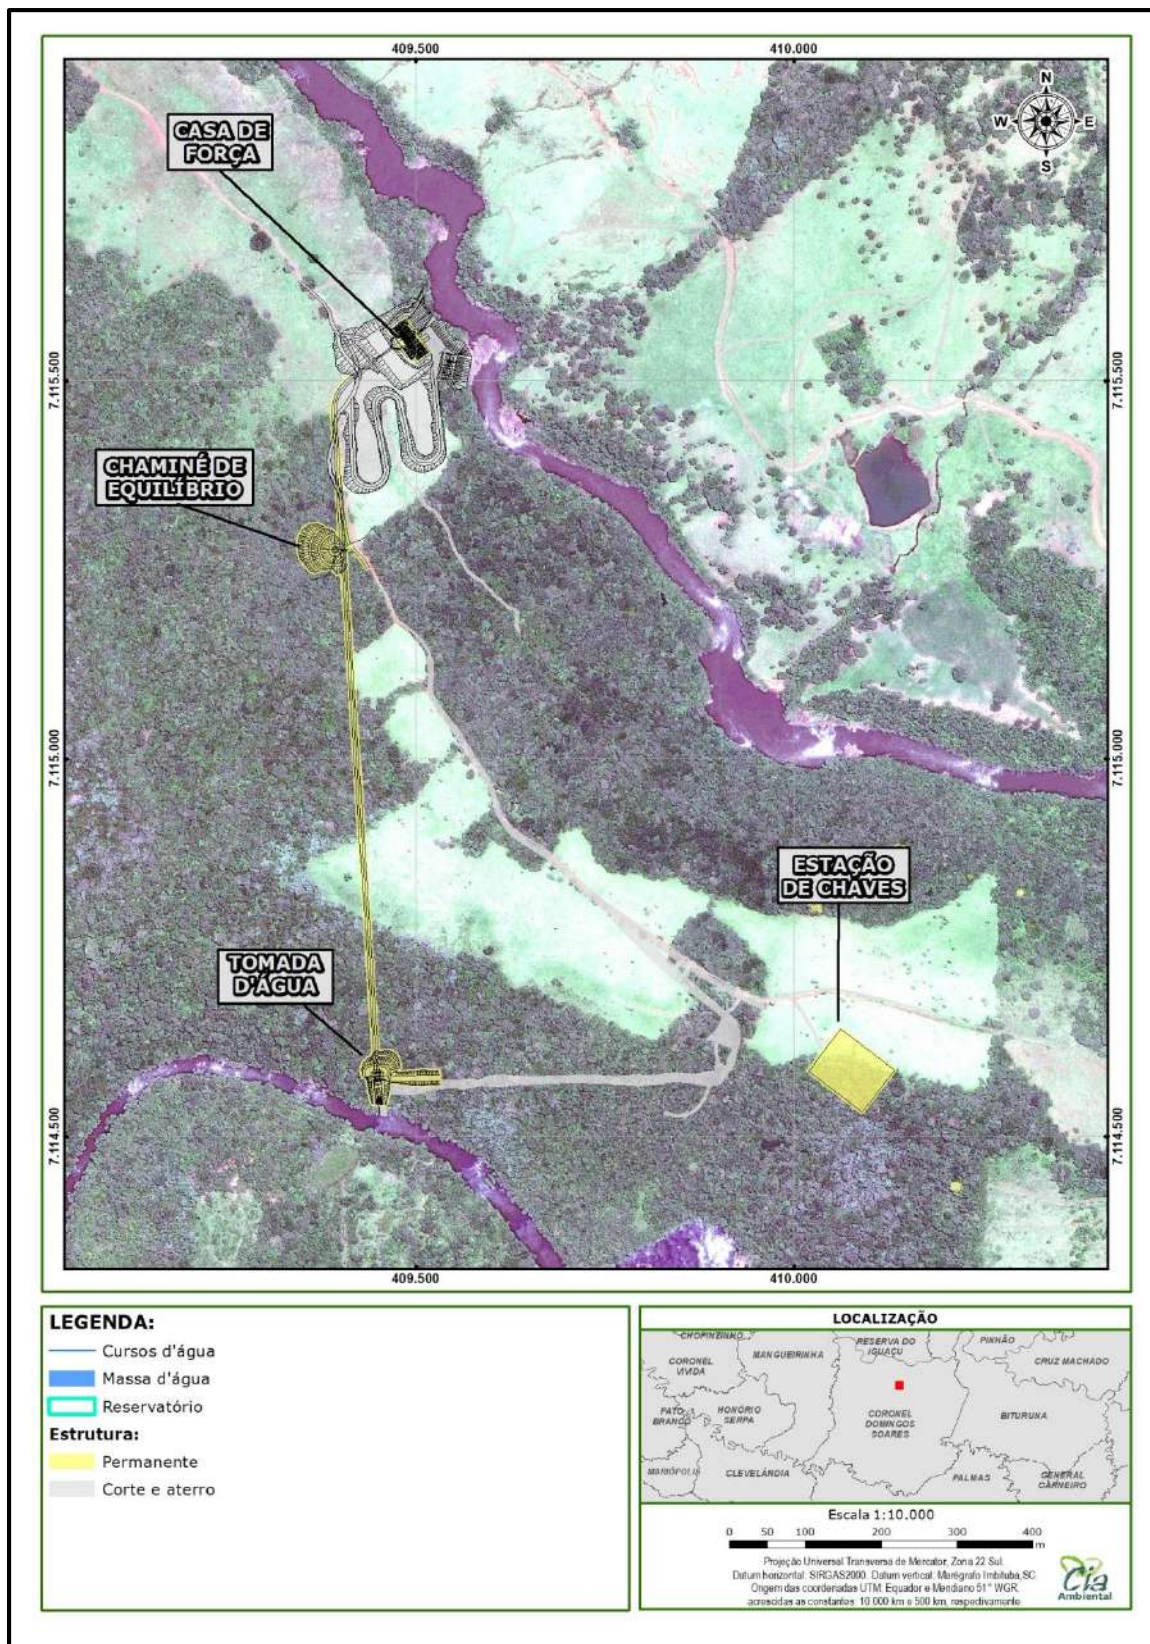 409.500
410.000
N
W
E
S
CASA DE
FORÇA
7.115.500
7.115.500
CHAMINÉ DE
EQUILÍBRIO
7.115.000
7.115.000
ESTAÇÃO
DE CHAVES
TOMADA
D'ÁGUA
7.114.500
7.114.500
409.500
410.000
LEGENDA:
Cursos d'água
Massa d'água
Reservatório
Estrutura:
Permanente
Corte e aterro
LOCALIZAÇÃO
CHOPINZINHO
RESERVA DO
IGUAÇU
PINHÃO
MANGUEIRINHA
CORONEL
VIVIDA
CRUZ MACHADO
PATO
BRANCO
HONÓRIO
SERPA
CORONEL
DOMINGOS
SOARES
BITURUNA
MARIÓPOLIS
CLEVELÂNDIA
PALMAS
GENERAL
CARNEIRO
Escala 1:10.000
0 50 100 200 300 400
m
Projeção Universal Transversa de Mercator, Zona 22 Sul.
Datum horizontal: SIRGAS2000. Datum vertical: Marégrafo Imbituba, SC
Origem das coordenadas UTM: Equador e Meridiano 51° WGR.
acrescidas as constantes: 10.000 km e 500 km, respectivamente
Cia
Ambiental